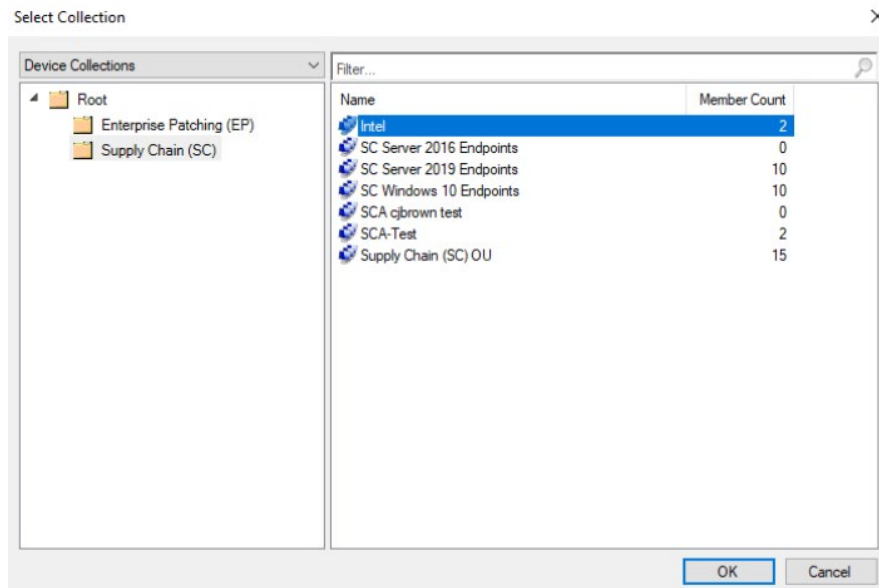 Select Collection
Device Collections
Filter...
Root
Enterprise Patching (EP)
Supply Chain (SC)
Name Member Count
Intel 2
SC Server 2016 Endpoints 0
SC Server 2019 Endpoints 10
SC Windows 10 Endpoints 10
SCA cjbrown test 0
SCA-Test 2
Supply Chain (SC) OU 15
OK Cancel